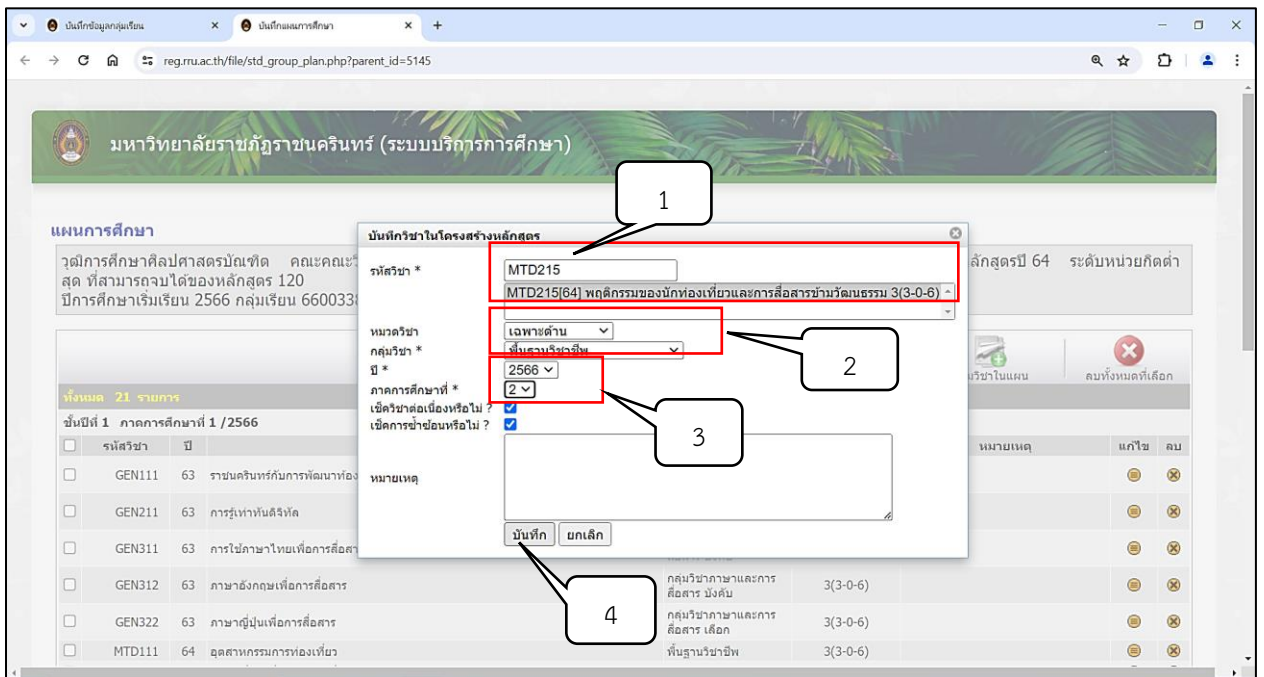 บันทึกข้อมูลกลุ่มเรียน
บันทึกแผนการศึกษา
reg.rru.ac.th/file/std_group_plan.php?parent_id=5145
มหาวิทยาลัยราชภัฏราชนครินทร์ (ระบบบริการการศึกษา)
1
แผนการศึกษา
บันทึกวิชาในโครงสร้างหลักสูตร
วุฒิการศึกษาศิลปศาสตรบัณฑิต คณะคณะวิ
ลักสูตรปี 64 ระดับหน่วยกิตต่ำ
สุด ที่สามารถจบได้ของหลักสูตร 120
ปีการศึกษาเริ่มเรียน 2566 กลุ่มเรียน 6600338
รหัสวิชา *
MTD215
MTD215[64] พฤติกรรมของนักท่องเที่ยวและการสื่อสารข้ามวัฒนธรรม 3(3-0-6)
หมวดวิชา
เฉพาะด้าน
กลุ่มวิชา *
พื้นฐานวิชาชีพ
2
ปี *
2566
ภาคการศึกษาที่ *
2
เช็ควิชาต่อเนื่องหรือไม่ ?
เช็คการซ้ำซ้อนหรือไม่ ?
3
หมายเหตุ
บันทึก
ยกเลิก
4
วิชาในแผน
ลบทั้งหมดที่เลือก
ทั้งหมด 21 รายการ
ชั้นปีที่ 1 ภาคการศึกษาที่ 1 /2566
รหัสวิชา ปี หมายเหตุ แก้ไข ลบ
GEN111 63 ราชนครินทร์กับการพัฒนาท้อง
GEN211 63 การรู้เท่าทันดิจิทัล
GEN311 63 การใช้ภาษาไทยเพื่อการสื่อสา
GEN312 63 ภาษาอังกฤษเพื่อการสื่อสาร กลุ่มวิชาภาษาและการ 3(3-0-6)
สื่อสาร บังคับ
GEN322 63 ภาษาญี่ปุ่นเพื่อการสื่อสาร กลุ่มวิชาภาษาและการ 3(3-0-6)
สื่อสาร เลือก
MTD111 64 อุตสาหกรรมการท่องเที่ยว พื้นฐานวิชาชีพ 3(3-0-6)